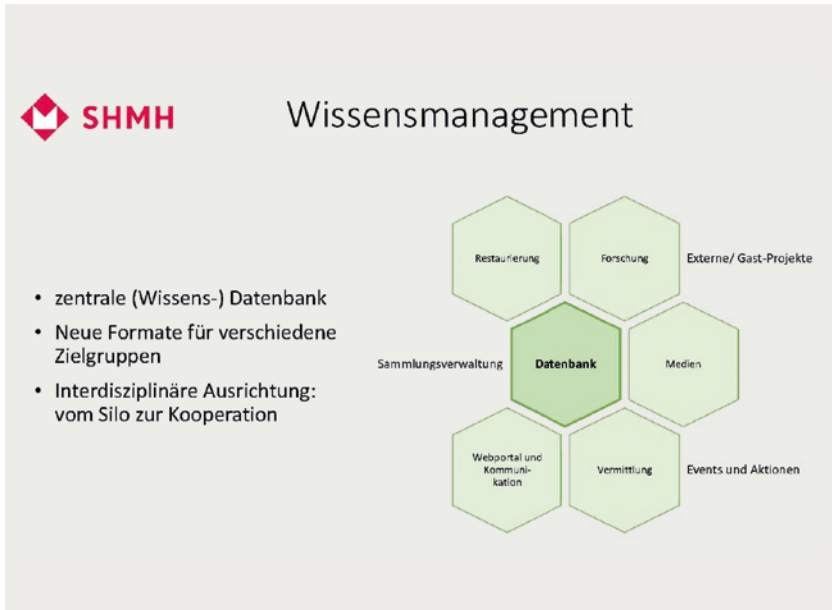 SHMH
Wissensmanagement
• zentrale (Wissens-) Datenbank
• Neue Formate für verschiedene
Zielgruppen
• Interdisziplinäre Ausrichtung:
vom Silo zur Kooperation
Restaurierung
Forschung
Externe/ Gast-Projekte
Sammlungsverwaltung
Datenbank
Medien
Webportal und
Kommuni-
kation
Vermittlung
Events und Aktionen